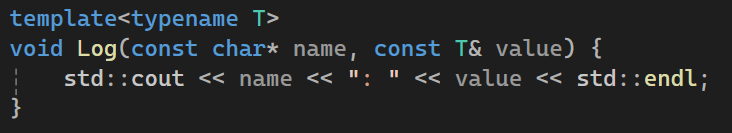 template<typename T>
void Log(const char* name, const T& value) {
    std::cout << name << ": " << value << std::endl;
}